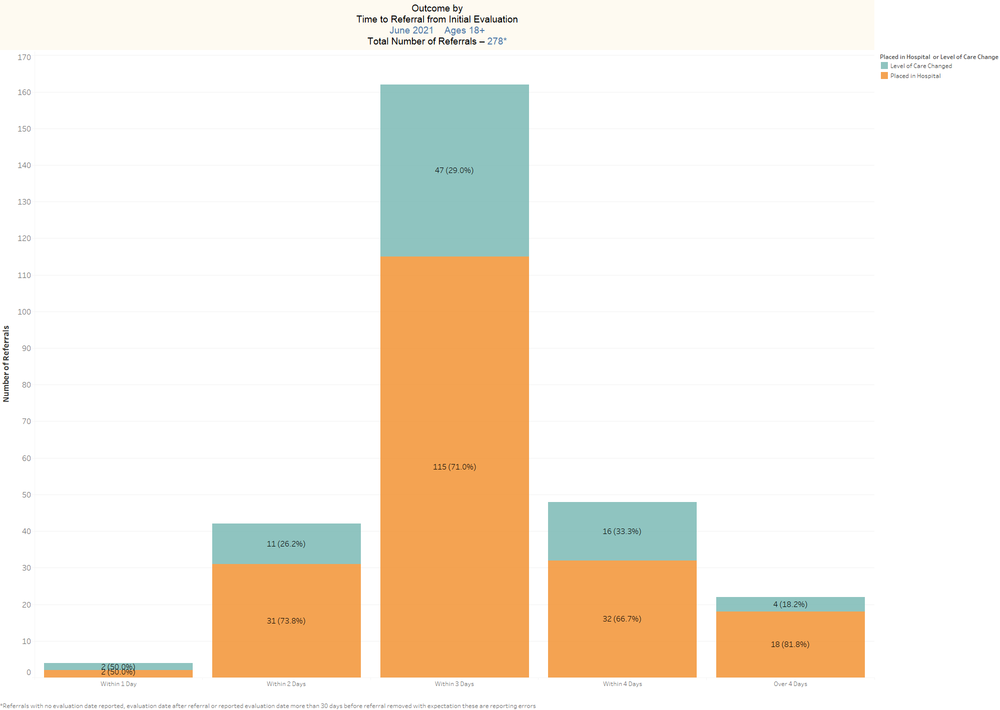 Outcome by
Time to Referral from Initial Evaluation
June 2021 Ages 18+
Total Number of Referrals – 278*
Placed in Hospital or Level of Care Change
Level of Care Changed
Placed in Hospital
Number of Referrals
170
160
150
140
130
120
110
100
90
80
70
60
50
40
30
20
10
0
2 (50.0%)
2 (50.0%)
11 (26.2%)
31 (73.8%)
47 (29.0%)
115 (71.0%)
16 (33.3%)
32 (66.7%)
4 (18.2%)
18 (81.8%)
Within 1 Day
Within 2 Days
Within 3 Days
Within 4 Days
Over 4 Days
*Referrals with no evaluation date reported, evaluation date after referral or reported evaluation date more than 30 days before referral removed with expectation these are reporting errors